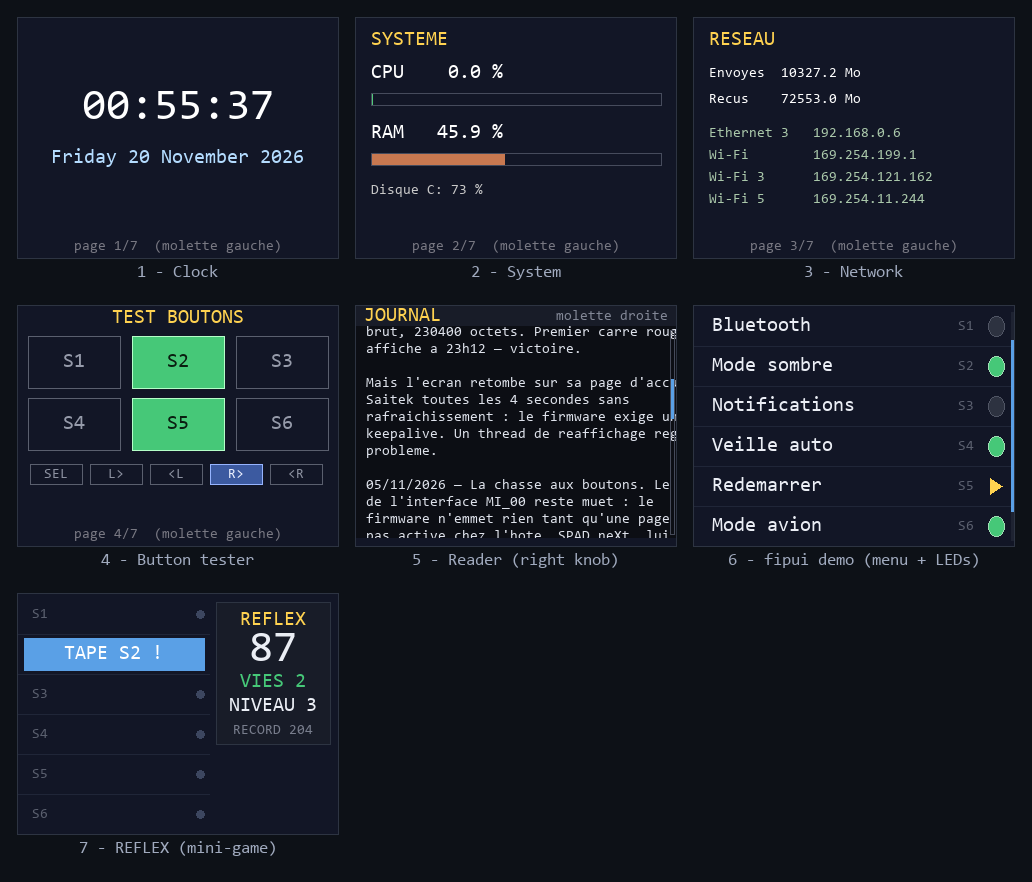 00:55:37
Friday 20 November 2026
page 1/7  (molette gauche)
1 - Clock
SYSTEME
CPU    0.0 %
RAM   45.9 %
Disque C: 73 %
page 2/7  (molette gauche)
2 - System
RESEAU
Envoyes  10327.2 Mo
Recus    72553.0 Mo
Ethernet 3   192.168.0.6
Wi-Fi        169.254.199.1
Wi-Fi 3      169.254.121.162
Wi-Fi 5      169.254.11.244
page 3/7  (molette gauche)
3 - Network
TEST BOUTONS
S1 S2 S3
S4 S5 S6
SEL L> <L R> <R
page 4/7  (molette gauche)
4 - Button tester
JOURNAL molette droite
brut, 230400 octets. Premier carre roug
affiche a 23h12 — victoire.
Mais l'ecran retombe sur sa page d'accu
Saitek toutes les 4 secondes sans
rafraichissement : le firmware exige un
keepalive. Un thread de reaffichage reg
probleme.
05/11/2026 — La chasse aux boutons. Le
de l'interface MI_00 reste muet : le
firmware n'emmet rien tant qu'une page
pas active chez l'hote. SPAD.neXt, lui
5 - Reader (right knob)
Bluetooth S1
Mode sombre S2
Notifications S3
Veille auto S4
Redemarrer S5
Mode avion S6
6 - fipui demo (menu + LEDs)
S1
TAPE S2 !
S3
S4
S5
S6
REFLEX
87
VIES 2
NIVEAU 3
RECORD 204
7 - REFLEX (mini-game)